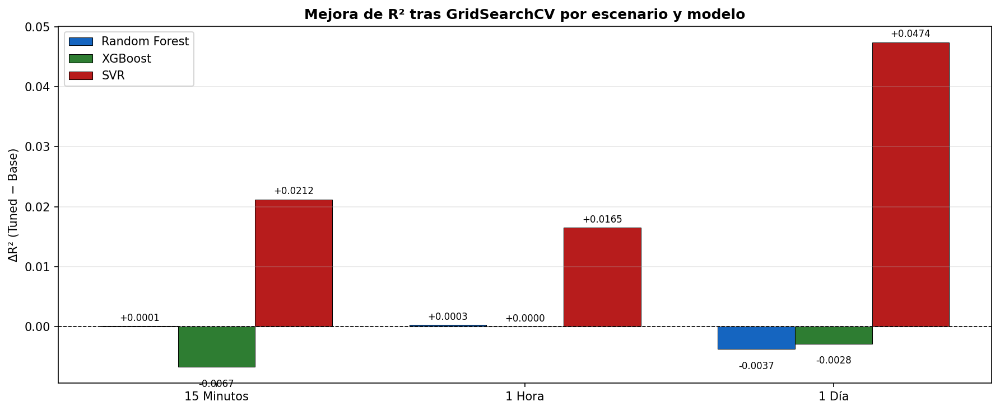 Mejora de R² tras GridSearchCV por escenario y modelo
ΔR² (Tuned − Base)
0.05
0.04
0.03
0.02
0.01
0.00
Random Forest
XGBoost
SVR
+0.0001
-0.0067
+0.0212
+0.0003
+0.0000
+0.0165
-0.0037
-0.0028
+0.0474
15 Minutos
1 Hora
1 Día